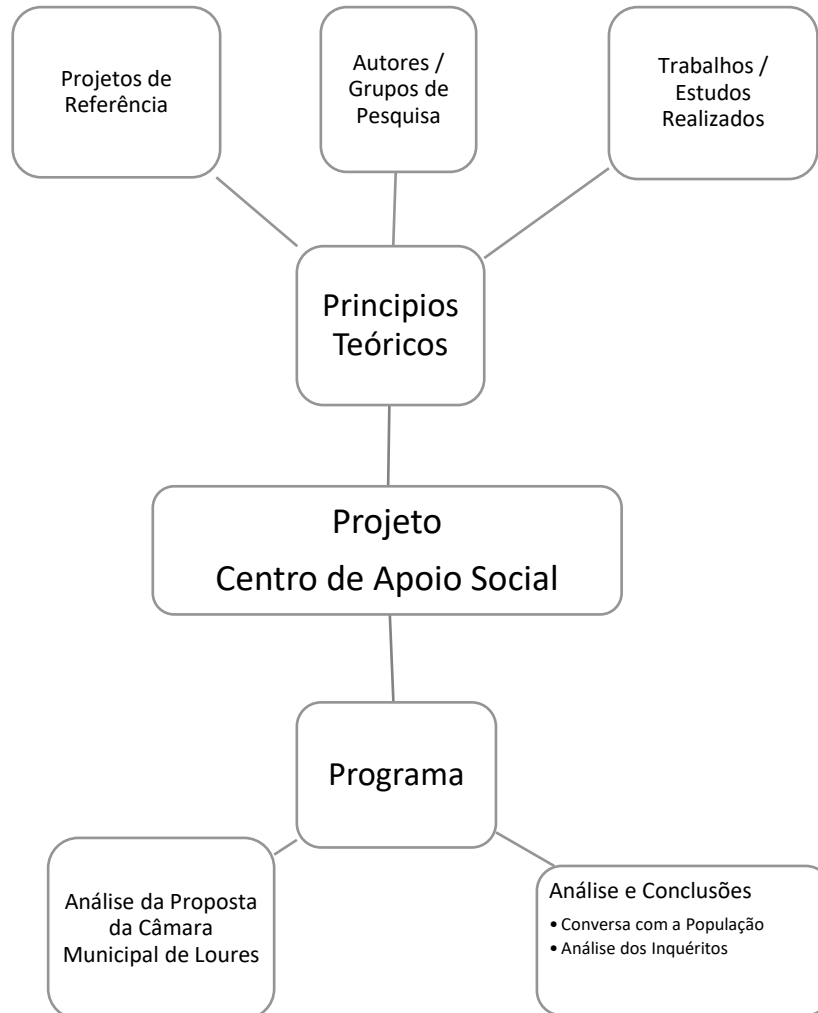 Projetos de
Referência
Autores /
Grupos de
Pesquisa
Trabalhos /
Estudos
Realizados
Principios
Teóricos
Projeto
Centro de Apoio Social
Programa
Análise da Proposta
da Câmara
Municipal de Loures
Análise e Conclusões
• Conversa com a População
• Análise dos Inquéritos